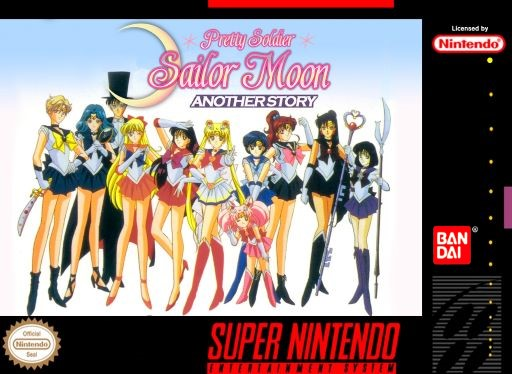 Pretty Soldier
Sailor Moon
ANOTHER STORY
Licensed by
Nintendo®
BAN
DAI
®
Official
Nintendo
Seal
SUPER NINTENDO
ENTERTAINMENT SYSTEM